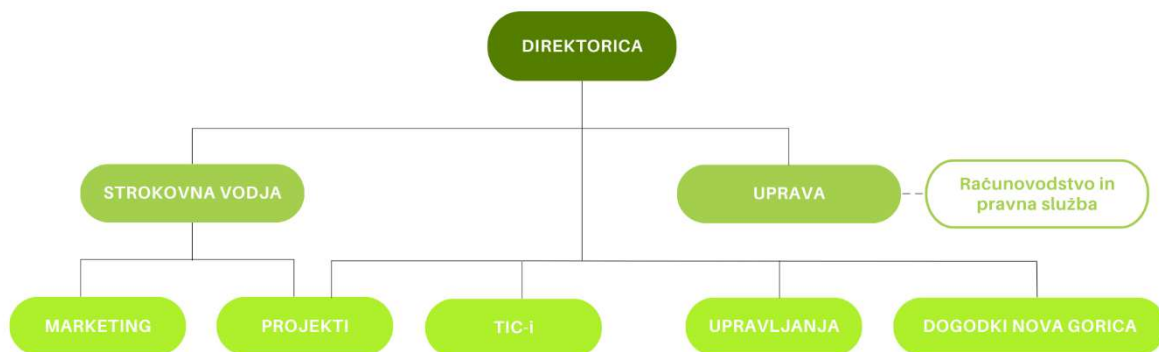 DIREKTORICA
STROKOVNA VODJA
UPRAVA
Računovodstvo in
pravna služba
MARKETING
PROJEKTI
TIC-i
UPRAVLJANJA
DOGODKI NOVA GORICA